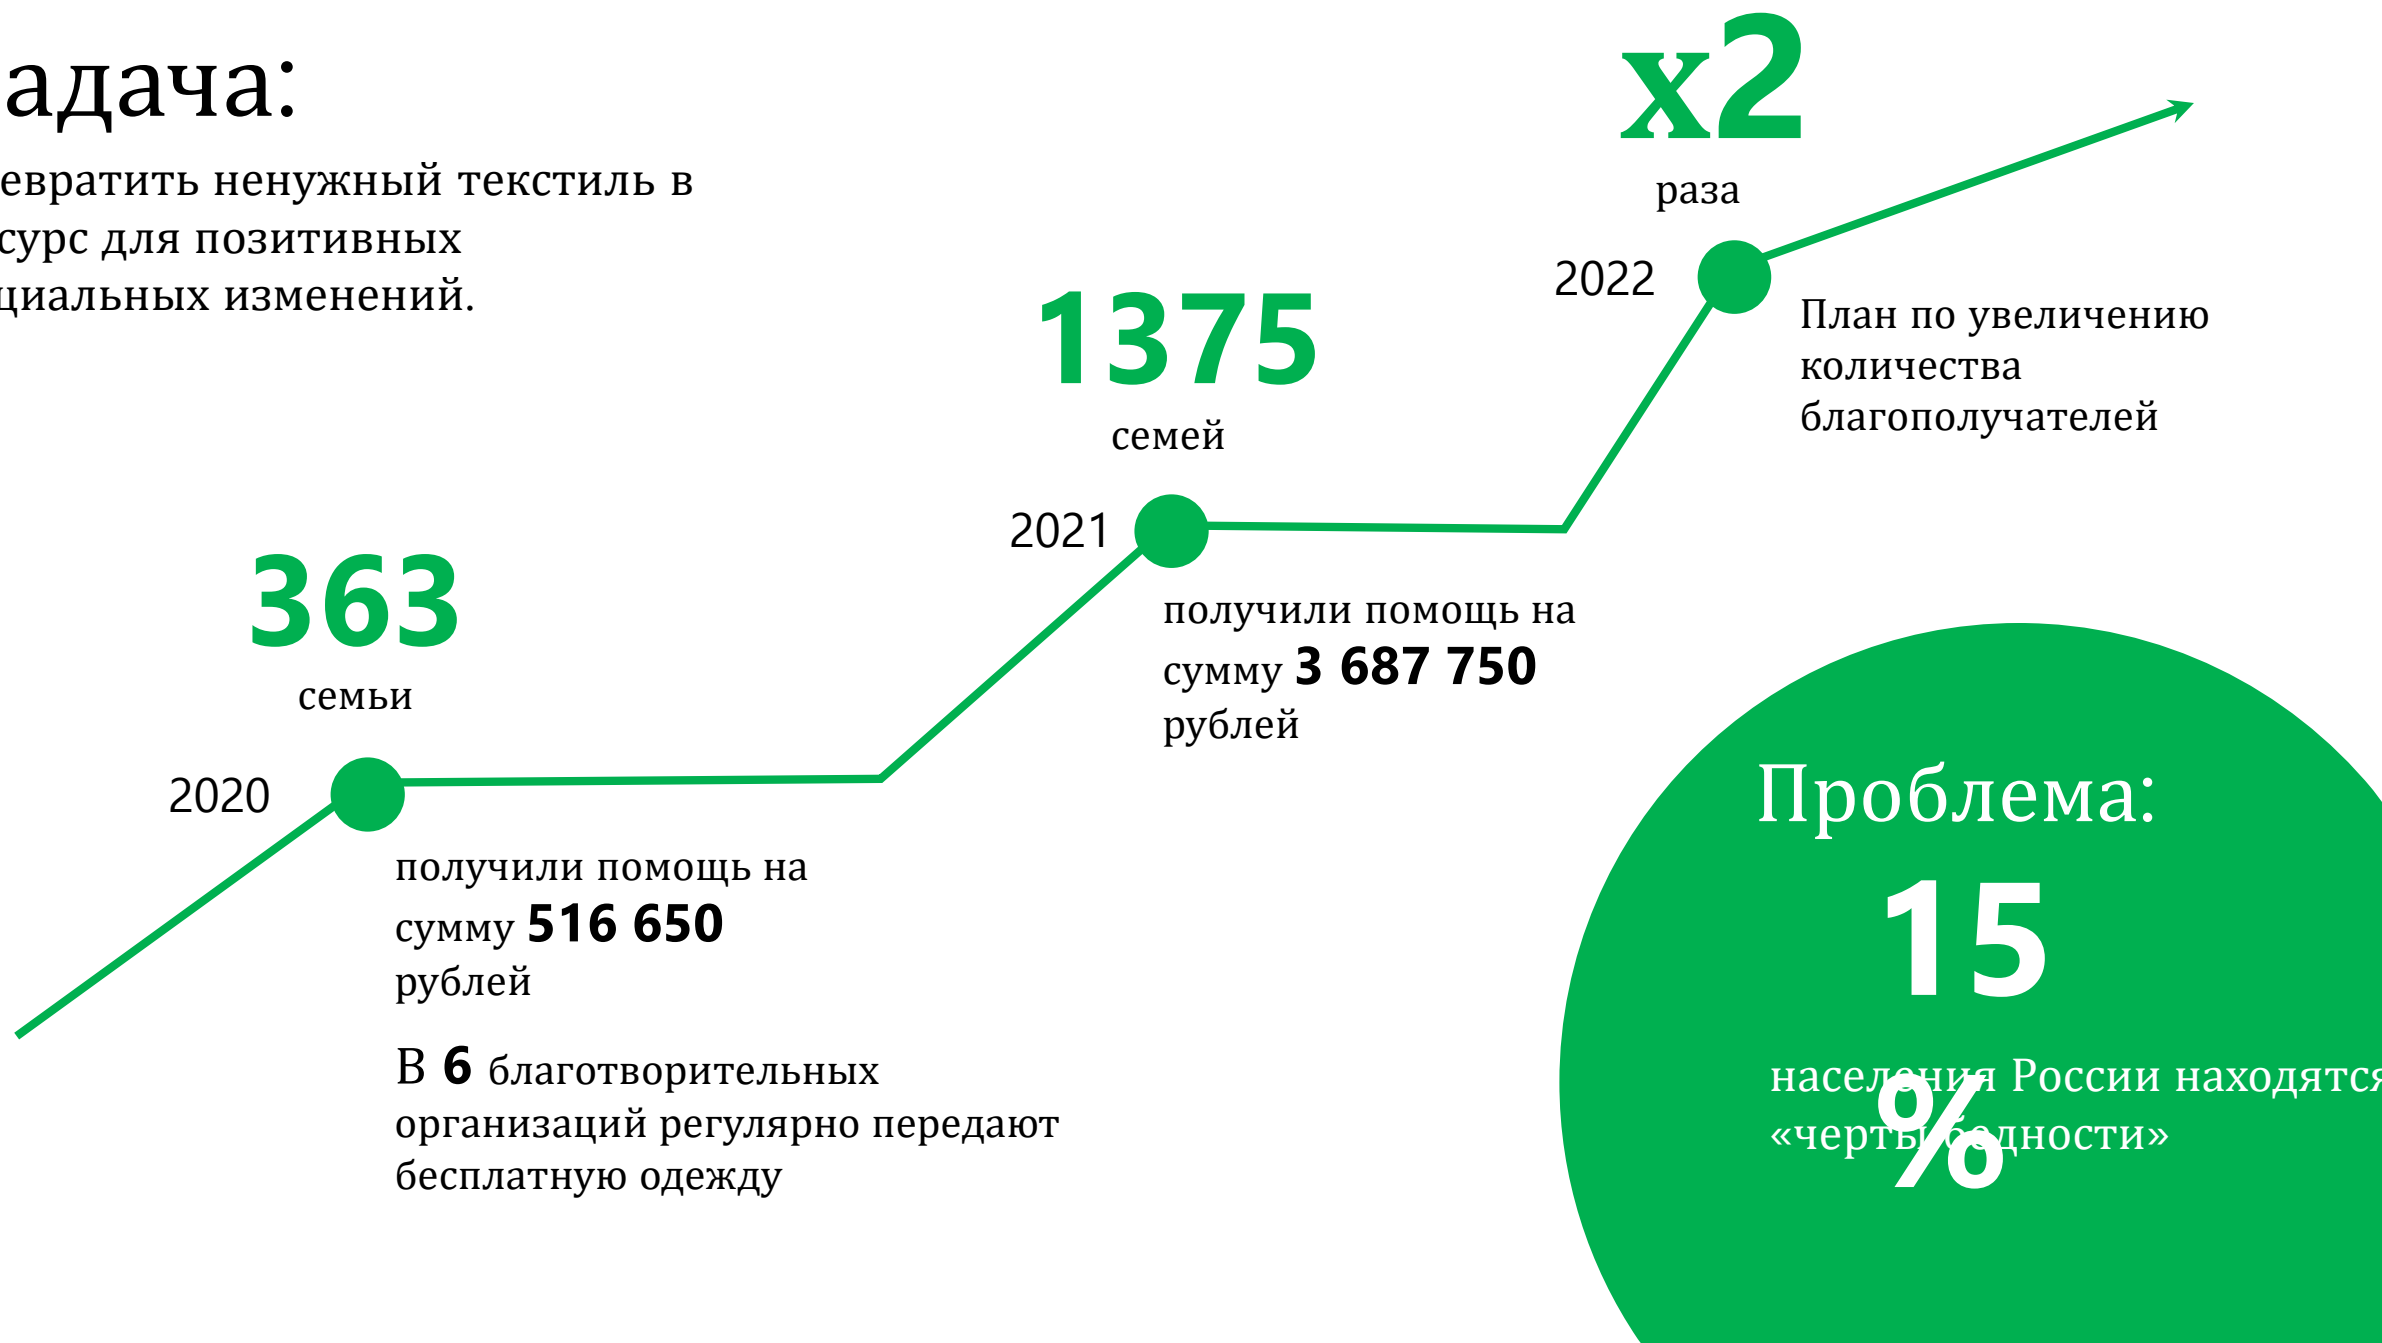 адача:
евратить ненужный текстиль в
сурс для позитивных
циальных изменений.
x2
раза
2022
План по увеличению
количества
благополучателей
1375
семей
2021
получили помощь на
сумму 3 687 750
рублей
363
семьи
2020
получили помощь на
сумму 516 650
рублей
В 6 благотворительных
организаций регулярно передают
бесплатную одежду
Проблема:
15
%
населения России находятся
«черты бедности»